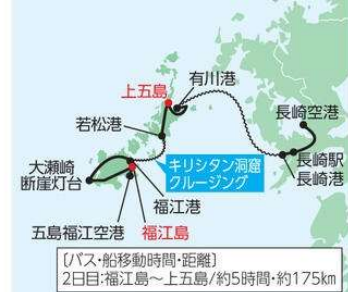 有川港
上五島
長崎空港
若松港
長崎駅
長崎港
大瀬崎
断崖灯台
キリシタン洞窟
クルージング
福江港
五島福江空港
福江島
〔バス・船移動時間・距離〕
2日目:福江島〜上五島/約5時間・約175km